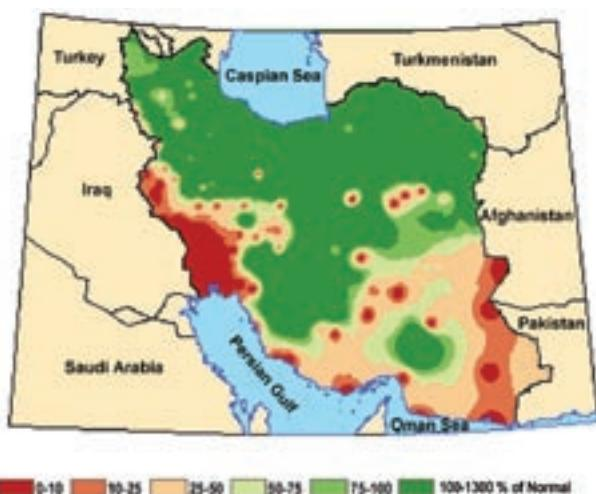 Turkey
Caspian Sea
Turkmenistan
Iraq
Afghanistan
Pakistan
Saudi Arabia
Persian Gulf
Oman Sea
0-10 10-25 25-50 50-75 75-100 100-1300 % of Normal